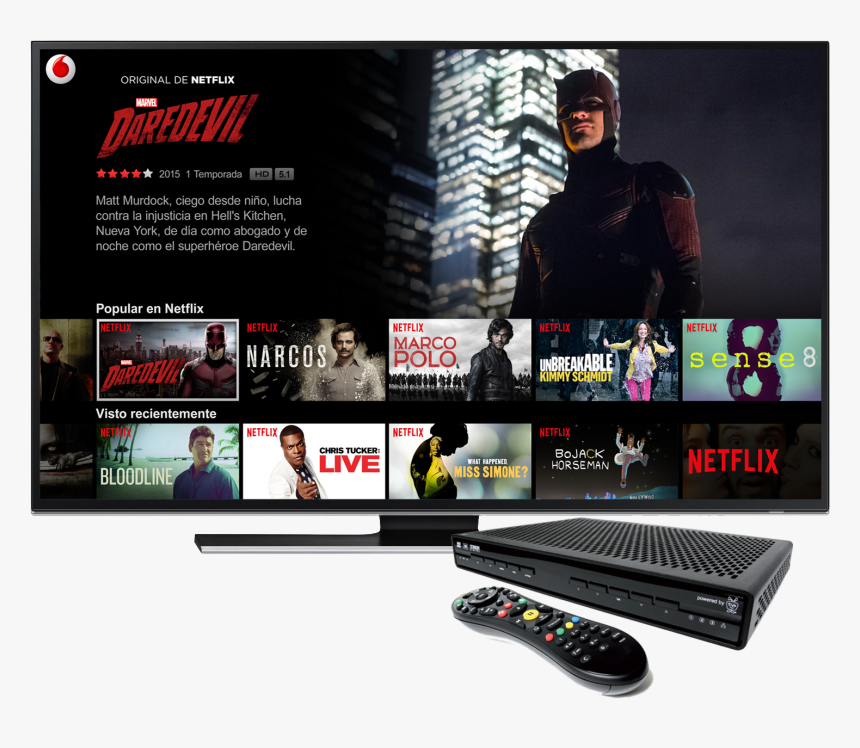 ORIGINAL DE NETFLIX
MARVEL
DAREDEVIL
2015 1 Temporada HD 5.1
Matt Murdock, ciego desde niño, lucha
contra la injusticia en Hell's Kitchen,
Nueva York, de día como abogado y de
noche como el superhéroe Daredevil.
Popular en Netflix
NETFLIX
MARVEL
DAREDEVIL
NETFLIX
NARCOS
NETFLIX
MARCO
POLO
NETFLIX
UNBREAKABLE
KIMMY SCHMIDT
NETFLIX
sense8
Visto recientemente
NETFLIX
BLOODLINE
NETFLIX
CHRIS TUCKER:
LIVE
NETFLIX
WHAT HAPPENED,
MISS SIMONE?
NETFLIX
BOJACK
HORSEMAN
NETFLIX
powered by